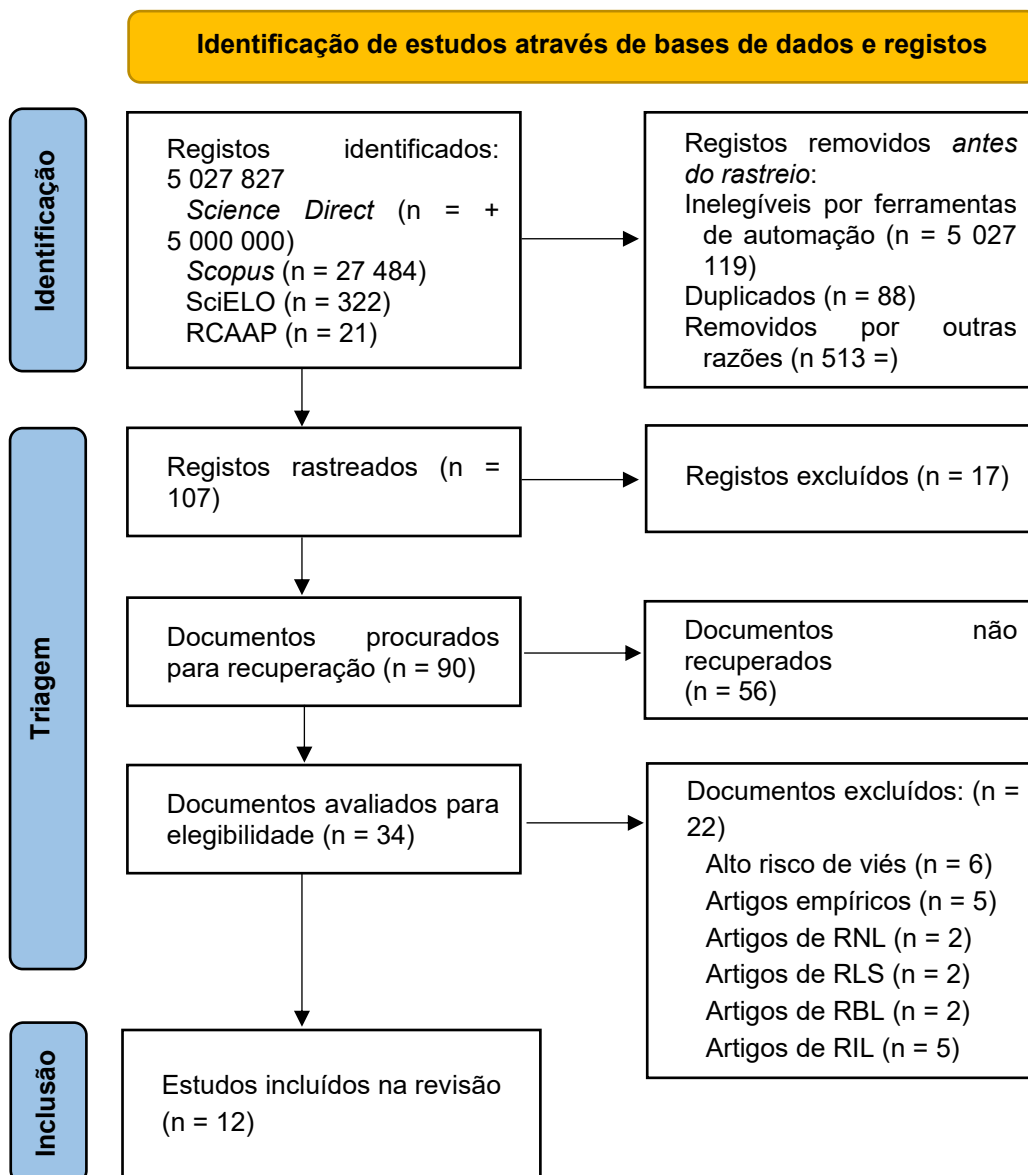 Identificação de estudos através de bases de dados e registos
Identificação
Registos identificados:
5 027 827
Science Direct (n = +
5 000 000)
Scopus (n = 27 484)
SciELO (n = 322)
RCAAP (n = 21)
Registos removidos antes
do rastreio:
Inelegíveis por ferramentas
de automação (n = 5 027
119)
Duplicados (n = 88)
Removidos por outras
razões (n 513 =)
Triagem
Registos rastreados (n =
107)
Registos excluídos (n = 17)
Documentos procurados
para recuperação (n = 90)
Documentos não
recuperados
(n = 56)
Documentos avaliados para
elegibilidade (n = 34)
Documentos excluídos: (n =
22)
Alto risco de viés (n = 6)
Artigos empíricos (n = 5)
Artigos de RNL (n = 2)
Artigos de RLS (n = 2)
Artigos de RBL (n = 2)
Artigos de RIL (n = 5)
Inclusão
Estudos incluídos na revisão
(n = 12)